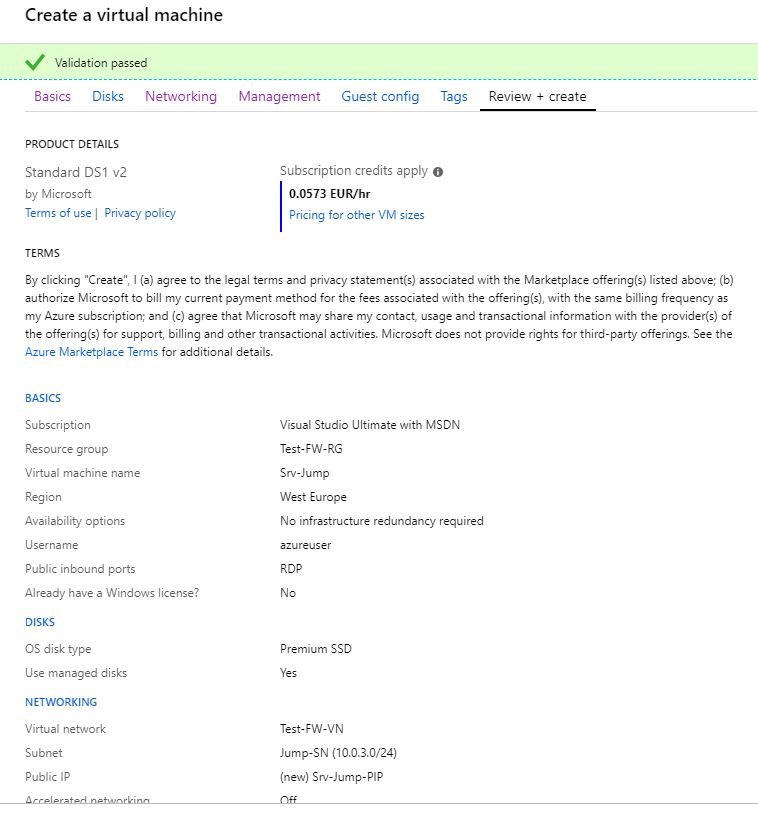 Create a virtual machine
Validation passed
Basics Disks Networking Management Guest config Tags Review + create
PRODUCT DETAILS
Standard DS1 v2
by Microsoft
Terms of use | Privacy policy
Subscription credits apply
0.0573 EUR/hr
Pricing for other VM sizes
TERMS
By clicking "Create", I (a) agree to the legal terms and privacy statement(s) associated with the Marketplace offering(s) listed above; (b)
authorize Microsoft to bill my current payment method for the fees associated with the offering(s), with the same billing frequency as
my Azure subscription; and (c) agree that Microsoft may share my contact, usage and transactional information with the provider(s) of
the offering(s) for support, billing and other transactional activities. Microsoft does not provide rights for third-party offerings. See the
Azure Marketplace Terms for additional details.
BASICS
Subscription Visual Studio Ultimate with MSDN
Resource group Test-FW-RG
Virtual machine name Srv-Jump
Region West Europe
Availability options No infrastructure redundancy required
Username azureuser
Public inbound ports RDP
Already have a Windows license? No
DISKS
OS disk type Premium SSD
Use managed disks Yes
NETWORKING
Virtual network Test-FW-VN
Subnet Jump-SN (10.0.3.0/24)
Public IP (new) Srv-Jump-PIP
Accelerated networking Off